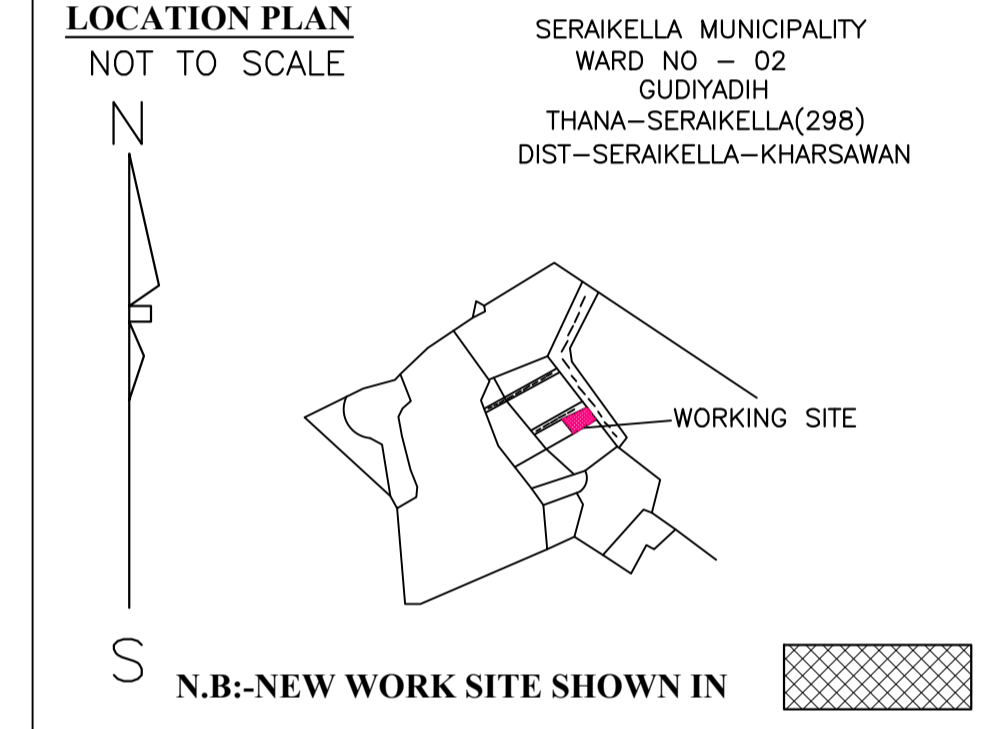 LOCATION PLAN
NOT TO SCALE
SERAIKELLA MUNICIPALITY
WARD NO – 02
GUDIYADIH
THANA–SERAIKELLA(298)
DIST–SERAIKELLA–KHARSAWAN
N
WORKING SITE
S
N.B:-NEW WORK SITE SHOWN IN